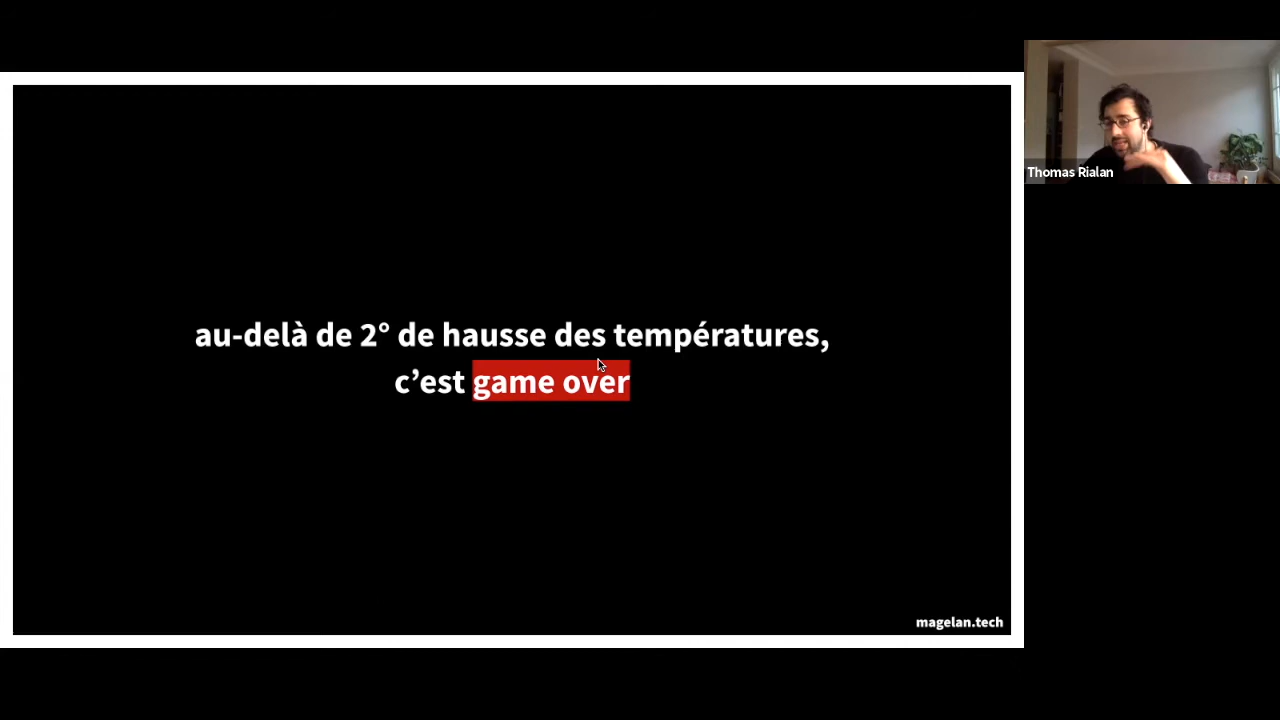 au-delà de 2° de hausse des températures,
c’est game over
magelan.tech
Thomas Rialan